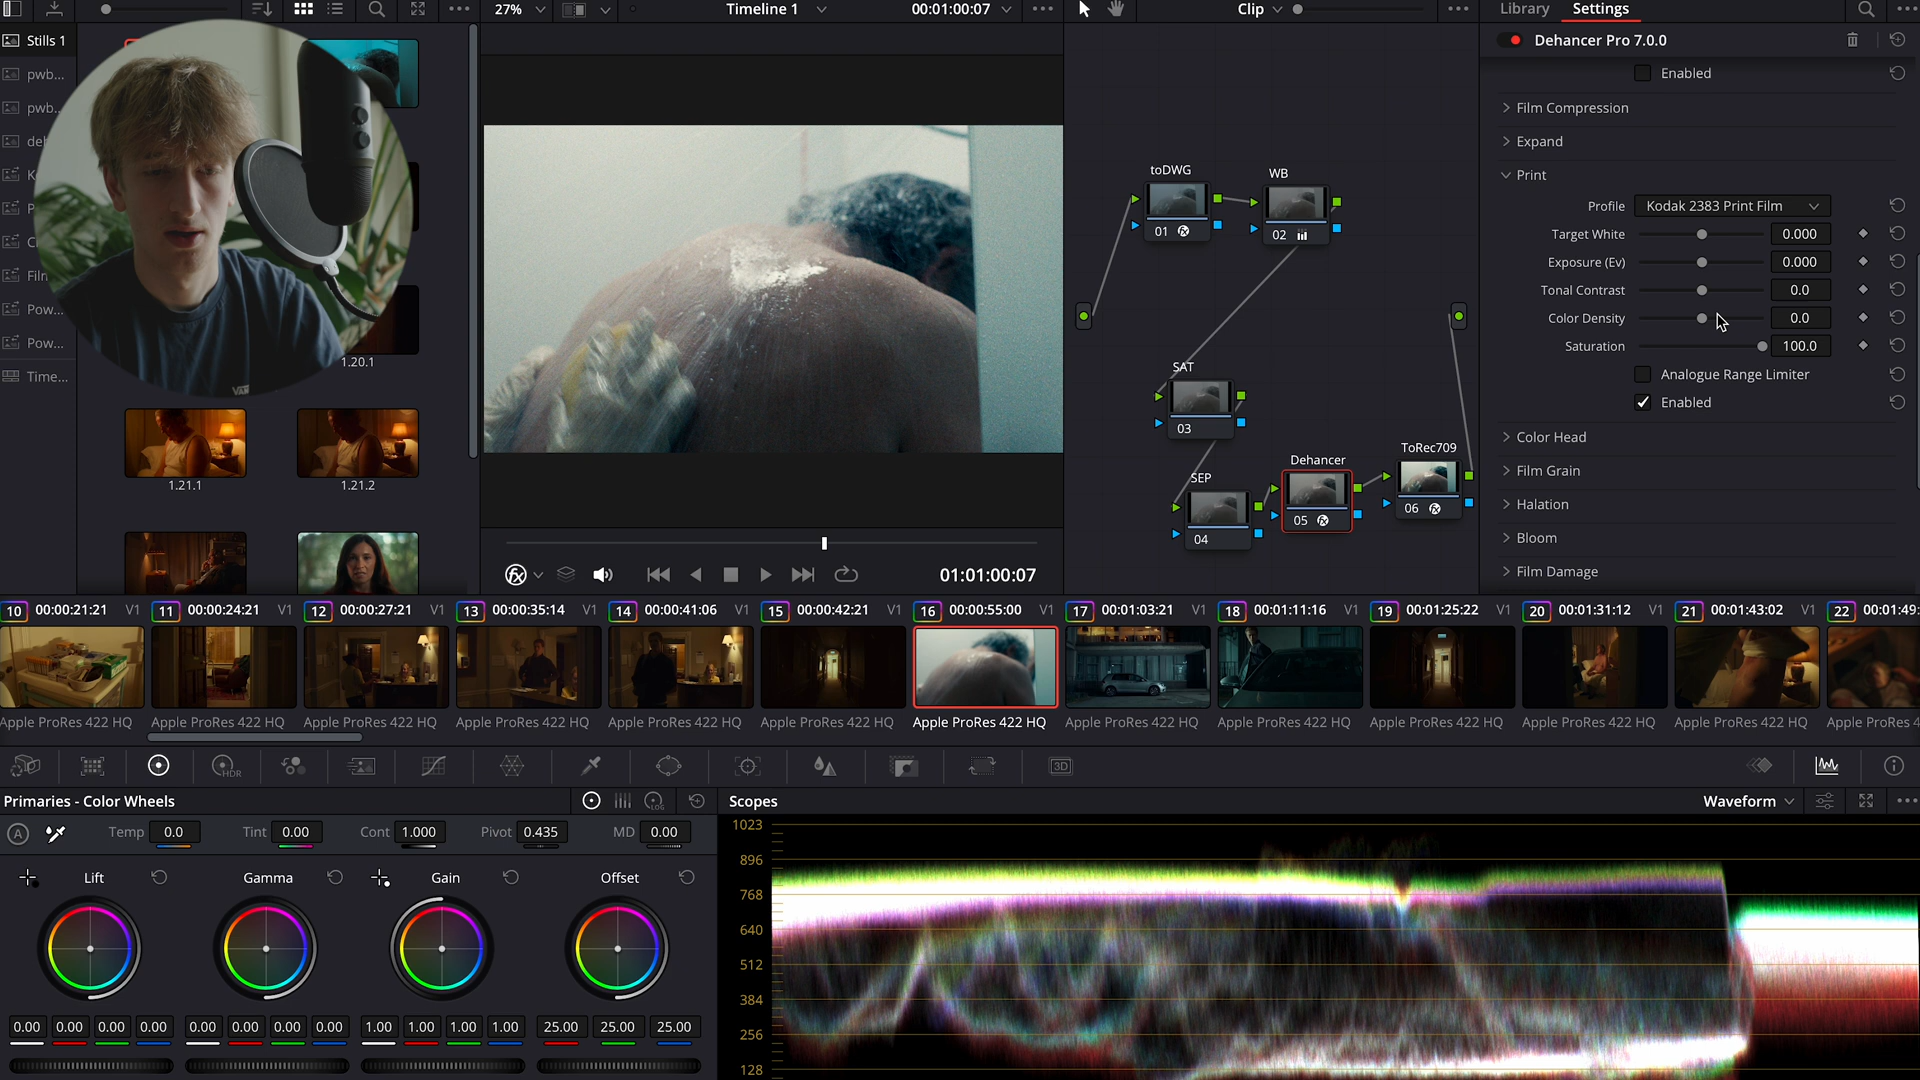 27%
Timeline 1
00:01:00:07
Clip
Library
Settings
Stills 1
pwb...
pwb...
Pow...
Pow...
Time...
VANS
1.20.1
1.21.1
1.21.2
01:01:00:07
toDWG
01
WB
02
SAT
03
SEP
04
Dehancer
05
ToRec709
06
Dehancer Pro 7.0.0
Enabled
Film Compression
Expand
Print
Profile
Kodak 2383 Print Film
Target White
0.000
Exposure (Ev)
0.000
Tonal Contrast
0.0
Color Density
0.0
Saturation
100.0
Analogue Range Limiter
Enabled
Color Head
Film Grain
Halation
Bloom
Film Damage
10 00:00:21:21 V1
11 00:00:24:21 V1
12 00:00:27:21 V1
13 00:00:35:14 V1
14 00:00:41:06 V1
15 00:00:42:21 V1
16 00:00:55:00 V1
17 00:01:03:21 V1
18 00:01:11:16 V1
19 00:01:25:22 V1
20 00:01:31:12 V1
21 00:01:43:02 V1
22 00:01:49:
Apple ProRes 422 HQ
Apple ProRes 422 HQ
Apple ProRes 422 HQ
Apple ProRes 422 HQ
Apple ProRes 422 HQ
Apple ProRes 422 HQ
Apple ProRes 422 HQ
Apple ProRes 422 HQ
Apple ProRes 422 HQ
Apple ProRes 422 HQ
Apple ProRes 422 HQ
Apple ProRes 422 HQ
Apple ProRes 4
HDR
3D
Primaries - Color Wheels
LOG
A
Temp 0.0
Tint 0.00
Cont 1.000
Pivot 0.435
MD 0.00
Lift
Gamma
Gain
Offset
0.00 0.00 0.00 0.00
0.00 0.00 0.00 0.00
1.00 1.00 1.00 1.00
25.00 25.00 25.00
Scopes
Waveform
1023
896
768
640
512
384
256
128